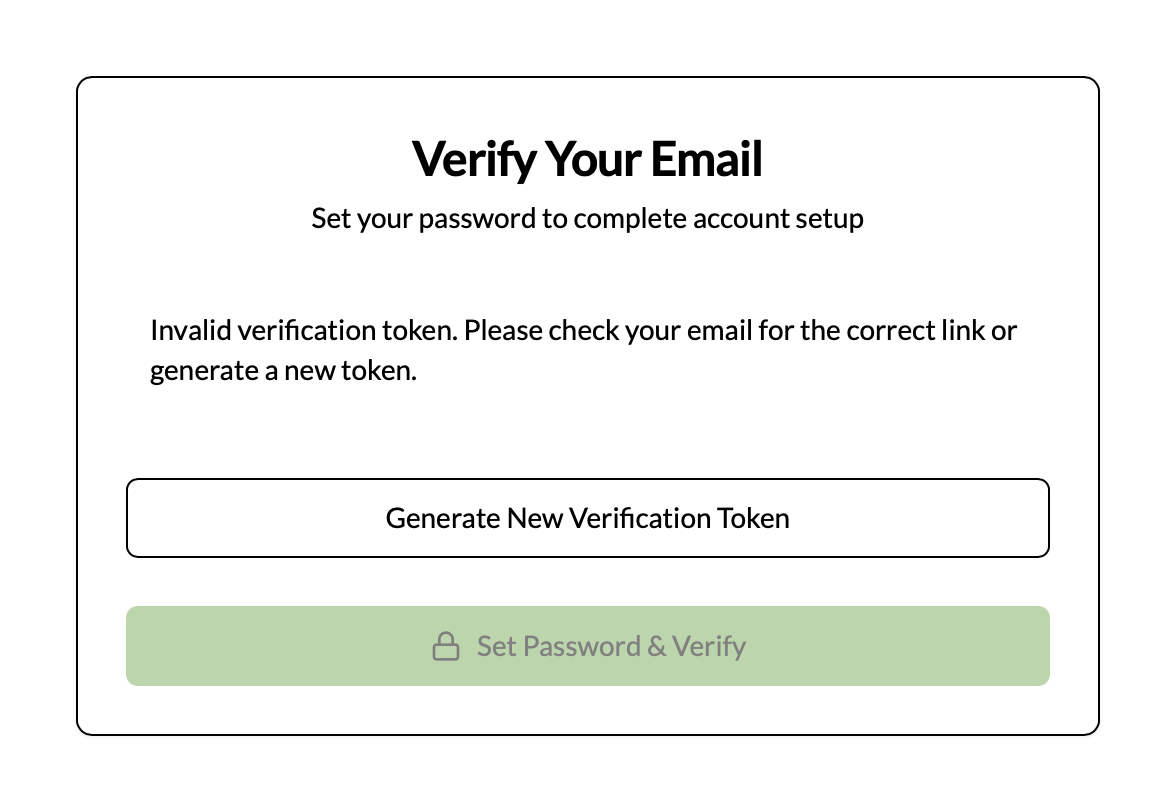 Verify Your Email
Set your password to complete account setup
Invalid verification token. Please check your email for the correct link or
generate a new token.
Generate New Verification Token
Set Password & Verify